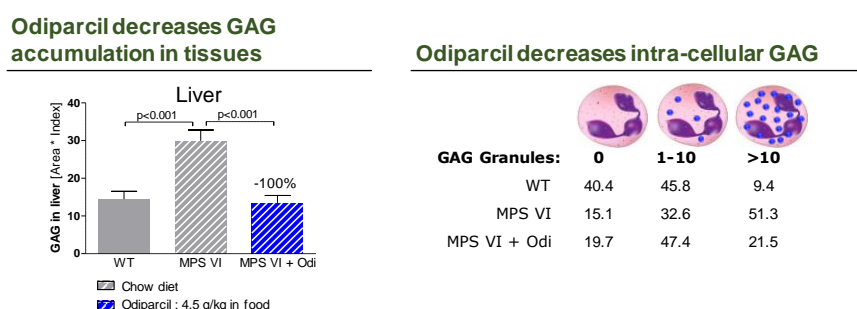 Odiparcil decreases GAG
accumulation in tissues
Liver
GAG in liver [Area * Index]
40
30
20
10
0
p<0.001
p<0.001
-100%
WT
MPS VI
MPS VI + Odi
Chow diet
Odiparcil : 4.5 g/kg in food
Odiparcil decreases intra-cellular GAG
GAG Granules: 0 1-10 >10
WT 40.4 45.8 9.4
MPS VI 15.1 32.6 51.3
MPS VI + Odi 19.7 47.4 21.5